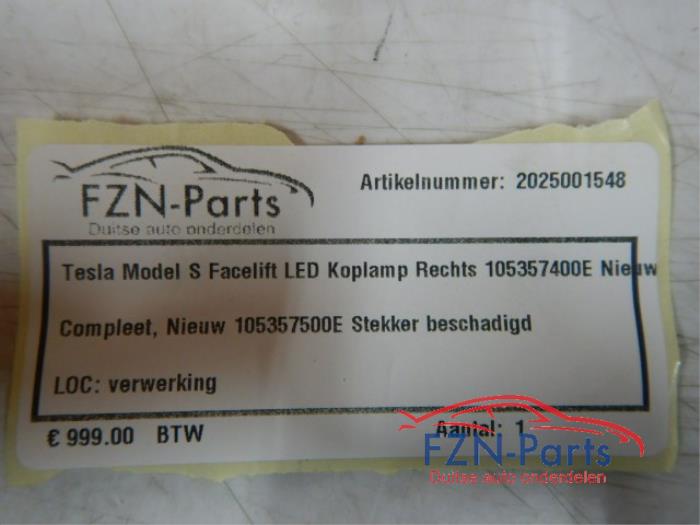 FZN-Parts
Duitse auto onderdelen
Artikelnummer: 2025001548
Tesla Model S Facelift LED Koplamp Rechts 105357400E Nieuw
Compleet, Nieuw 105357500E Stekker beschadigd
LOC: verwerking
€ 999.00 BTW
Aantal: 1
FZN-Parts
Duitse auto onderdelen